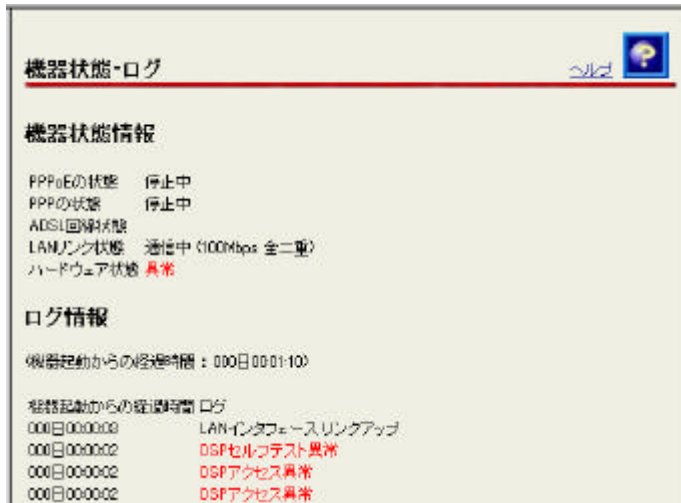 機器状態・ログ
ヘルプ
機器状態情報
PPPoEの状態 停止中
PPPの状態 停止中
ADSL回線状態
LANリンク状態 通信中 (100Mbps 全二重)
ハードウェア状態 異常
ログ情報
(機器起動からの経過時間 : 000日00:01:10)
機器起動からの経過時間 ログ
000日00:00:03 LANインタフェース リンクアップ
000日00:00:02 DSPセルフテスト異常
000日00:00:02 DSPアクセス異常
000日00:00:02 DSPアクセス異常